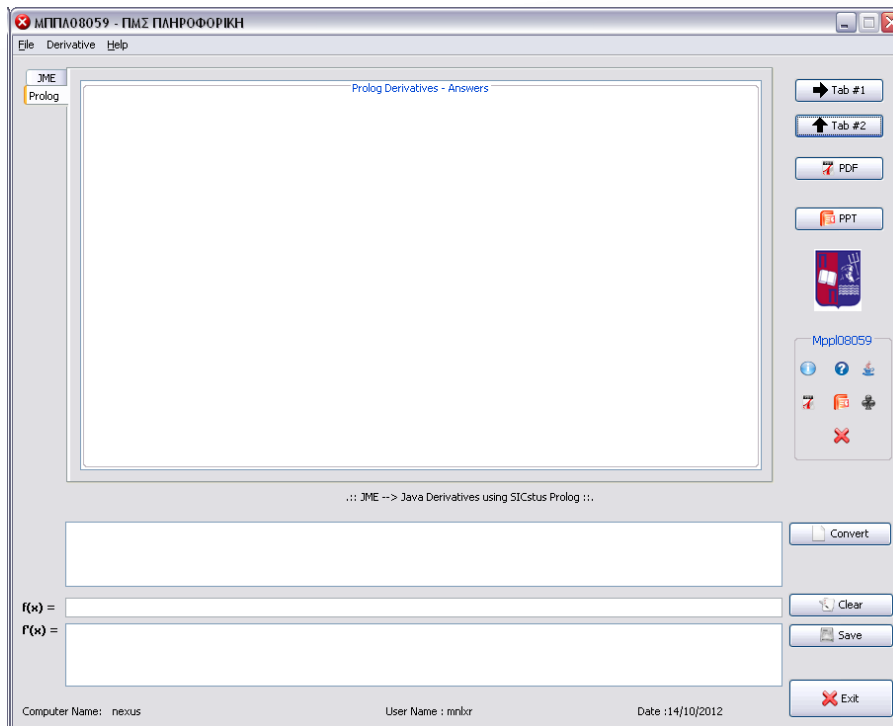 ΜΠΠΛ08059 - ΠΜΣ ΠΛΗΡΟΦΟΡΙΚΗ
File Derivative Help
JME
Prolog
Prolog Derivatives - Answers
Tab #1
Tab #2
PDF
PPT
Mppl08059
.:: JME --> Java Derivatives using SICstus Prolog ::.
Convert
f(x) =
Clear
f'(x) =
Save
Exit
Computer Name: nexus User Name : mnlxr Date :14/10/2012